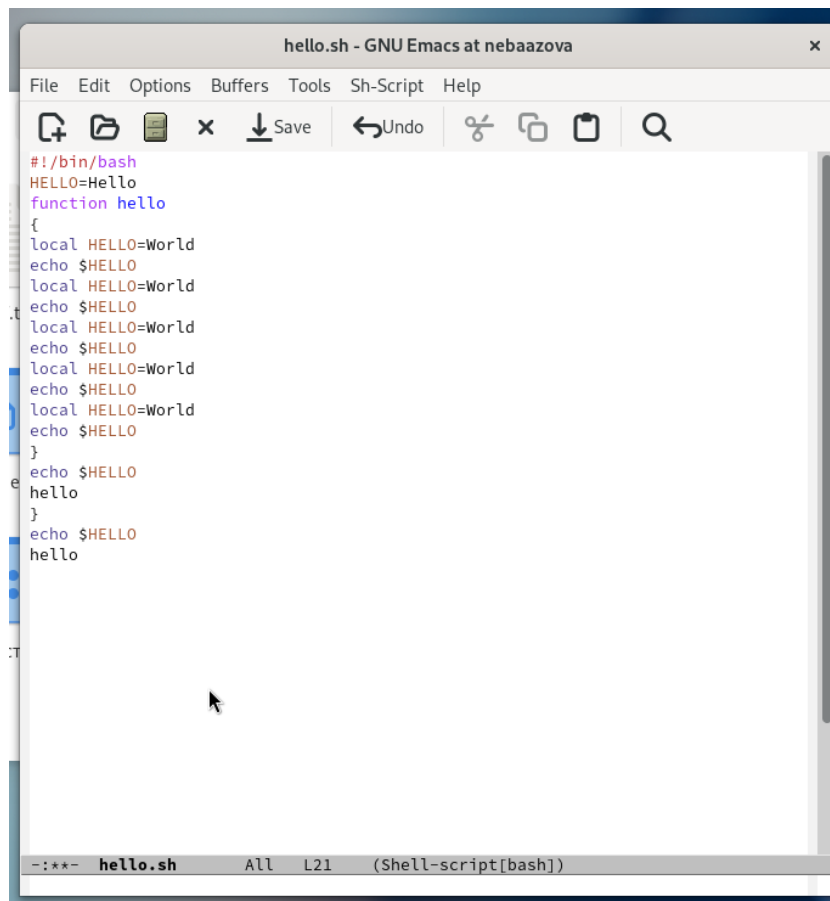 hello.sh - GNU Emacs at nebaazova ×
File Edit Options Buffers Tools Sh-Script Help
Save Undo
#!/bin/bash
HELLO=Hello
function hello
{
local HELLO=World
echo $HELLO
local HELLO=World
echo $HELLO
local HELLO=World
echo $HELLO
local HELLO=World
echo $HELLO
local HELLO=World
echo $HELLO
}
echo $HELLO
hello
}
echo $HELLO
hello
-:**- hello.sh All L21 (Shell-script[bash])